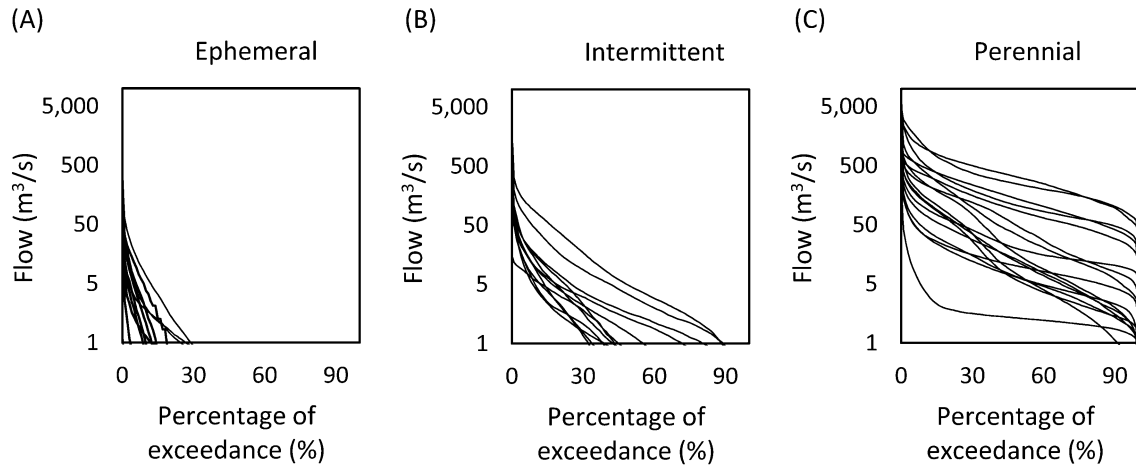 (A)
Ephemeral
Flow (m³/s)
5,000
500
50
5
1
0 30 60 90
Percentage of
exceedance (%)
(B)
Intermittent
Flow (m³/s)
5,000
500
50
5
1
0 30 60 90
Percentage of
exceedance (%)
(C)
Perennial
Flow (m³/s)
5,000
500
50
5
1
0 30 60 90
Percentage of
exceedance (%)